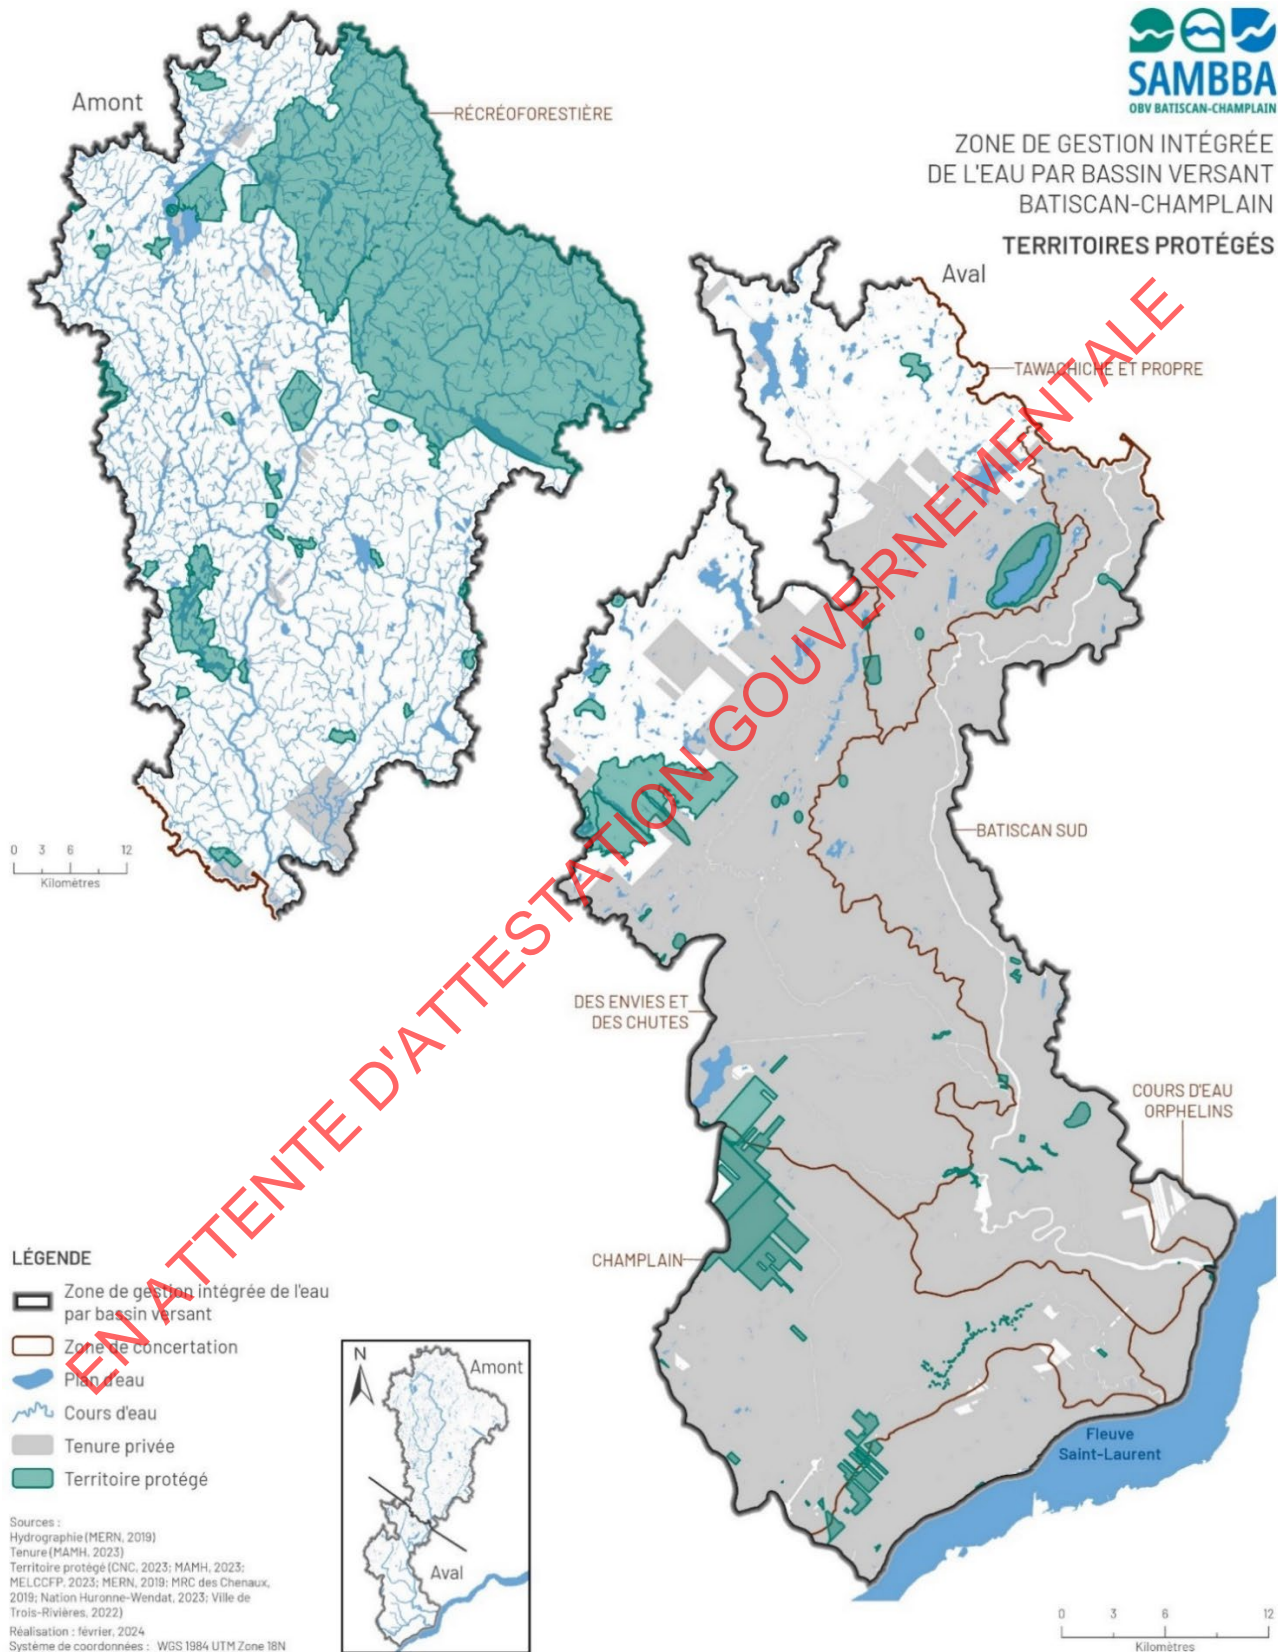 SAMBBA
OBV BATISCAN-CHAMPLAIN
ZONE DE GESTION INTÉGRÉE
DE L'EAU PAR BASSIN VERSANT
BATISCAN-CHAMPLAIN
TERRITOIRES PROTÉGÉS
Amont
RÉCRÉOFORESTIÈRE
Aval
TAWACHICHE ET PROPRE
BATISCAN SUD
0 3 6 12
Kilomètres
DES ENVIES ET
DES CHUTES
COURS D'EAU
ORPHELINS
CHAMPLAIN
Fleuve
Saint-Laurent
EN ATTENTE D'ATTESTATION GOUVERNEMENTALE
LÉGENDE
Zone de gestion intégrée de l'eau
par bassin versant
Zone de concertation
Plan d'eau
Cours d'eau
Tenure privée
Territoire protégé
N
Amont
Aval
Sources :
Hydrographie (MERN, 2019)
Tenure (MAMH, 2023)
Territoire protégé (CNC, 2023; MAMH, 2023;
MELCCFP, 2023; MERN, 2019; MRC des Chenaux,
2019; Nation Huronne-Wendat, 2023; Ville de
Trois-Rivières, 2022)
Réalisation : février, 2024
Système de coordonnées : WGS 1984 UTM Zone 18N
0 3 6 12
Kilomètres